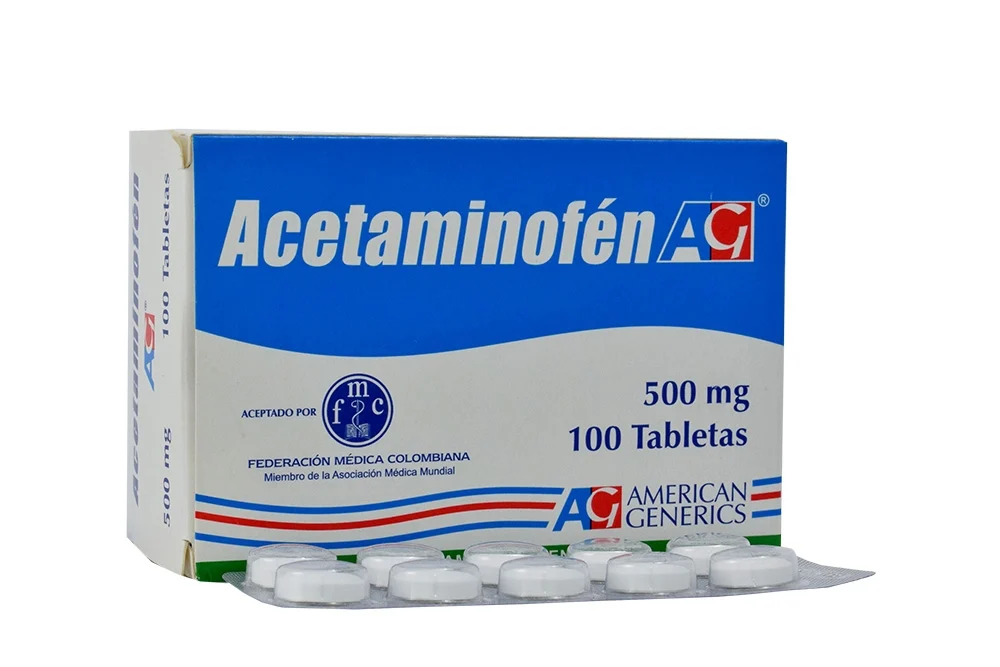 Acetaminofén AG®
500 mg
100 Tabletas
ACEPTADO POR
fmc
FEDERACIÓN MÉDICA COLOMBIANA
Miembro de la Asociación Médica Mundial
AG AMERICAN
GENERICS
Acetaminofén AG®
500 mg 100 Tabletas